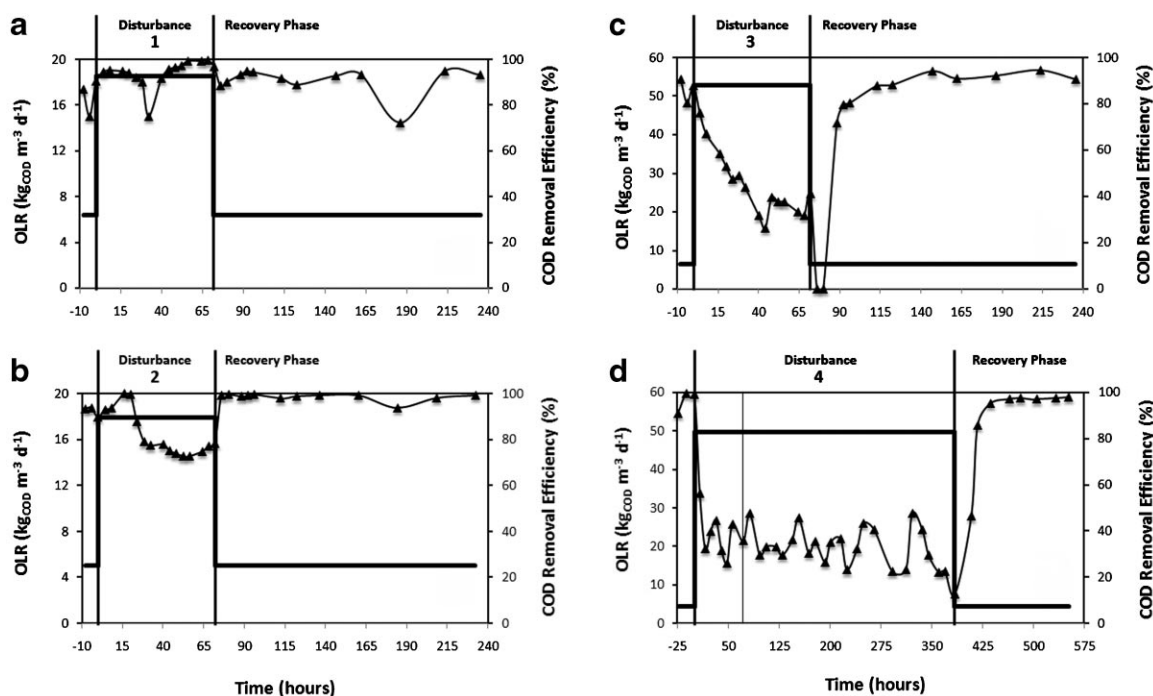 a
Disturbance
1
Recovery Phase
OLR (kgCOD m-3 d-1)
20
16
12
8
4
0
100
80
60
40
20
0
COD Removal Efficiency (%)
-10 15 40 65 90 115 140 165 190 215 240
b
Disturbance
2
Recovery Phase
OLR (kgCOD m-3 d-1)
20
16
12
8
4
0
100
80
60
40
20
0
COD Removal Efficiency (%)
-10 15 40 65 90 115 140 165 190 215 240
Time (hours)
c
Disturbance
3
Recovery Phase
OLR (kgCOD m-3 d-1)
60
50
40
30
20
10
0
100
80
60
40
20
0
COD Removal Efficiency (%)
-10 15 40 65 90 115 140 165 190 215 240
d
Disturbance
4
Recovery Phase
OLR (kgCOD m-3 d-1)
60
50
40
30
20
10
0
100
80
60
40
20
0
COD Removal Efficiency (%)
-25 50 125 200 275 350 425 500 575
Time (hours)